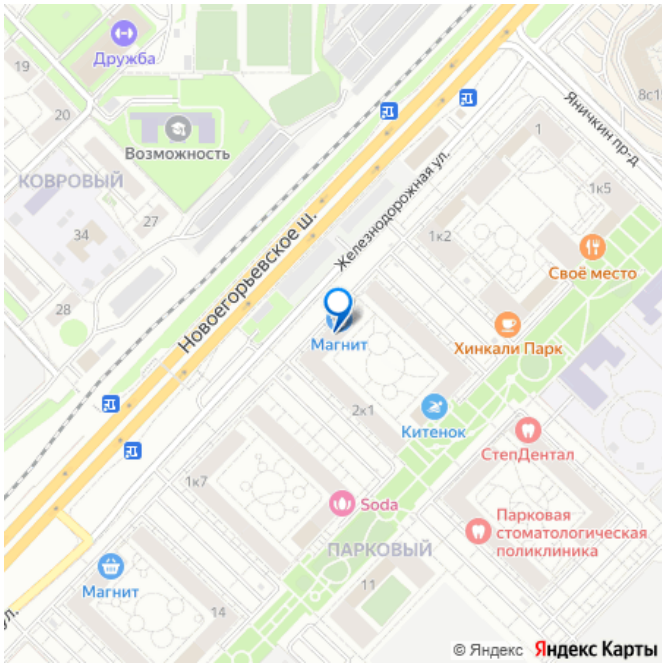 Дружба
19
8с1
20
Яничкин пр-д
1
Возможность
КОВРОВЫЙ
1к5
Железнодорожная ул.
27
34
1к2
Новоегорьевское ш.
Своё место
28
Магнит
Хинкали Парк
2к1
Китенок
СтепДентал
1к7
Soda
Парковая
стоматологическая
поликлиника
ПАРКОВЫЙ
Магнит
11
14
ул.
© Яндекс Яндекс Карты